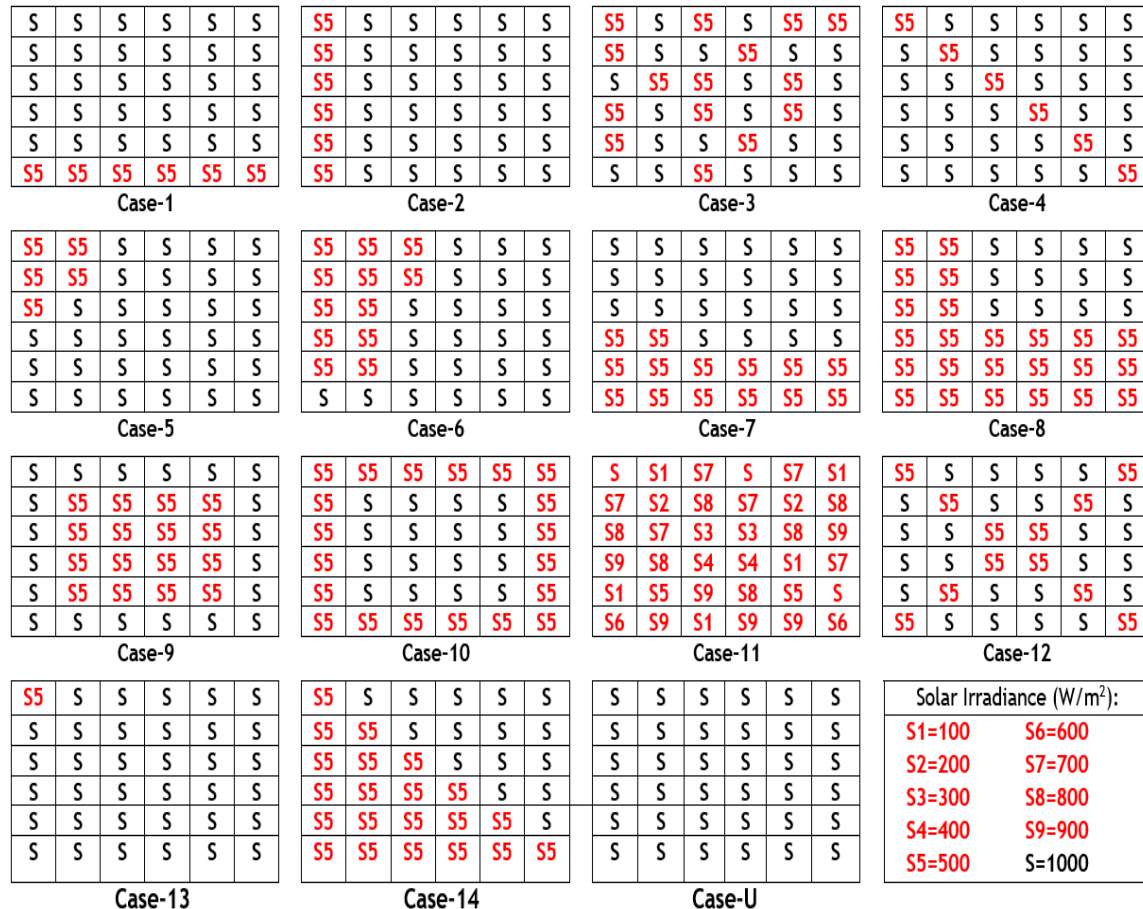 S S S S S S
S S S S S S
S S S S S S
S S S S S S
S S S S S S
S5 S5 S5 S5 S5 S5
Case-1
S5 S S S S S
S5 S S S S S
S5 S S S S S
S5 S S S S S
S5 S S S S S
S5 S S S S S
Case-2
S5 S S5 S S5 S5
S5 S S S5 S S
S S5 S5 S S5 S
S5 S S5 S S5 S
S5 S S S5 S S
S S S5 S S S
Case-3
S5 S S S S S
S S5 S S S S
S S S5 S S S
S S S S5 S S
S S S S S5 S
S S S S S S5
Case-4
S5 S5 S S S S
S5 S5 S S S S
S5 S S S S S
S S S S S S
S S S S S S
S S S S S S
Case-5
S5 S5 S5 S S S
S5 S5 S5 S S S
S5 S5 S S S S
S5 S5 S S S S
S5 S5 S S S S
S S S S S S
Case-6
S S S S S S
S S S S S S
S S S S S S
S5 S5 S S S S
S5 S5 S5 S5 S5 S5
S5 S5 S5 S5 S5 S5
Case-7
S5 S5 S S S S
S5 S5 S S S S
S5 S5 S S S S
S5 S5 S5 S5 S5 S5
S5 S5 S5 S5 S5 S5
S5 S5 S5 S5 S5 S5
Case-8
S S S S S S
S S5 S5 S5 S5 S
S S5 S5 S5 S5 S
S S5 S5 S5 S5 S
S S5 S5 S5 S5 S
S S S S S S
Case-9
S5 S5 S5 S5 S5 S5
S5 S S S S S5
S5 S S S S S5
S5 S S S S S5
S5 S S S S S5
S5 S5 S5 S5 S5 S5
Case-10
S S1 S7 S S7 S1
S7 S2 S8 S7 S2 S8
S8 S7 S3 S3 S8 S9
S9 S8 S4 S4 S1 S7
S1 S5 S9 S8 S5 S
S6 S9 S1 S9 S9 S6
Case-11
S5 S S S S S5
S S5 S S S5 S
S S S5 S5 S S
S S S5 S5 S S
S S5 S S S5 S
S5 S S S S S5
Case-12
S5 S S S S S
S S S S S S
S S S S S S
S S S S S S
S S S S S S
S S S S S S
Case-13
S5 S S S S S
S5 S5 S S S S
S5 S5 S5 S S S
S5 S5 S5 S5 S S
S5 S5 S5 S5 S5 S
S5 S5 S5 S5 S5 S5
Case-14
S S S S S S
S S S S S S
S S S S S S
S S S S S S
S S S S S S
S S S S S S
Case-U
Solar Irradiance (W/m²):
S1=100 S6=600
S2=200 S7=700
S3=300 S8=800
S4=400 S9=900
S5=500 S=1000